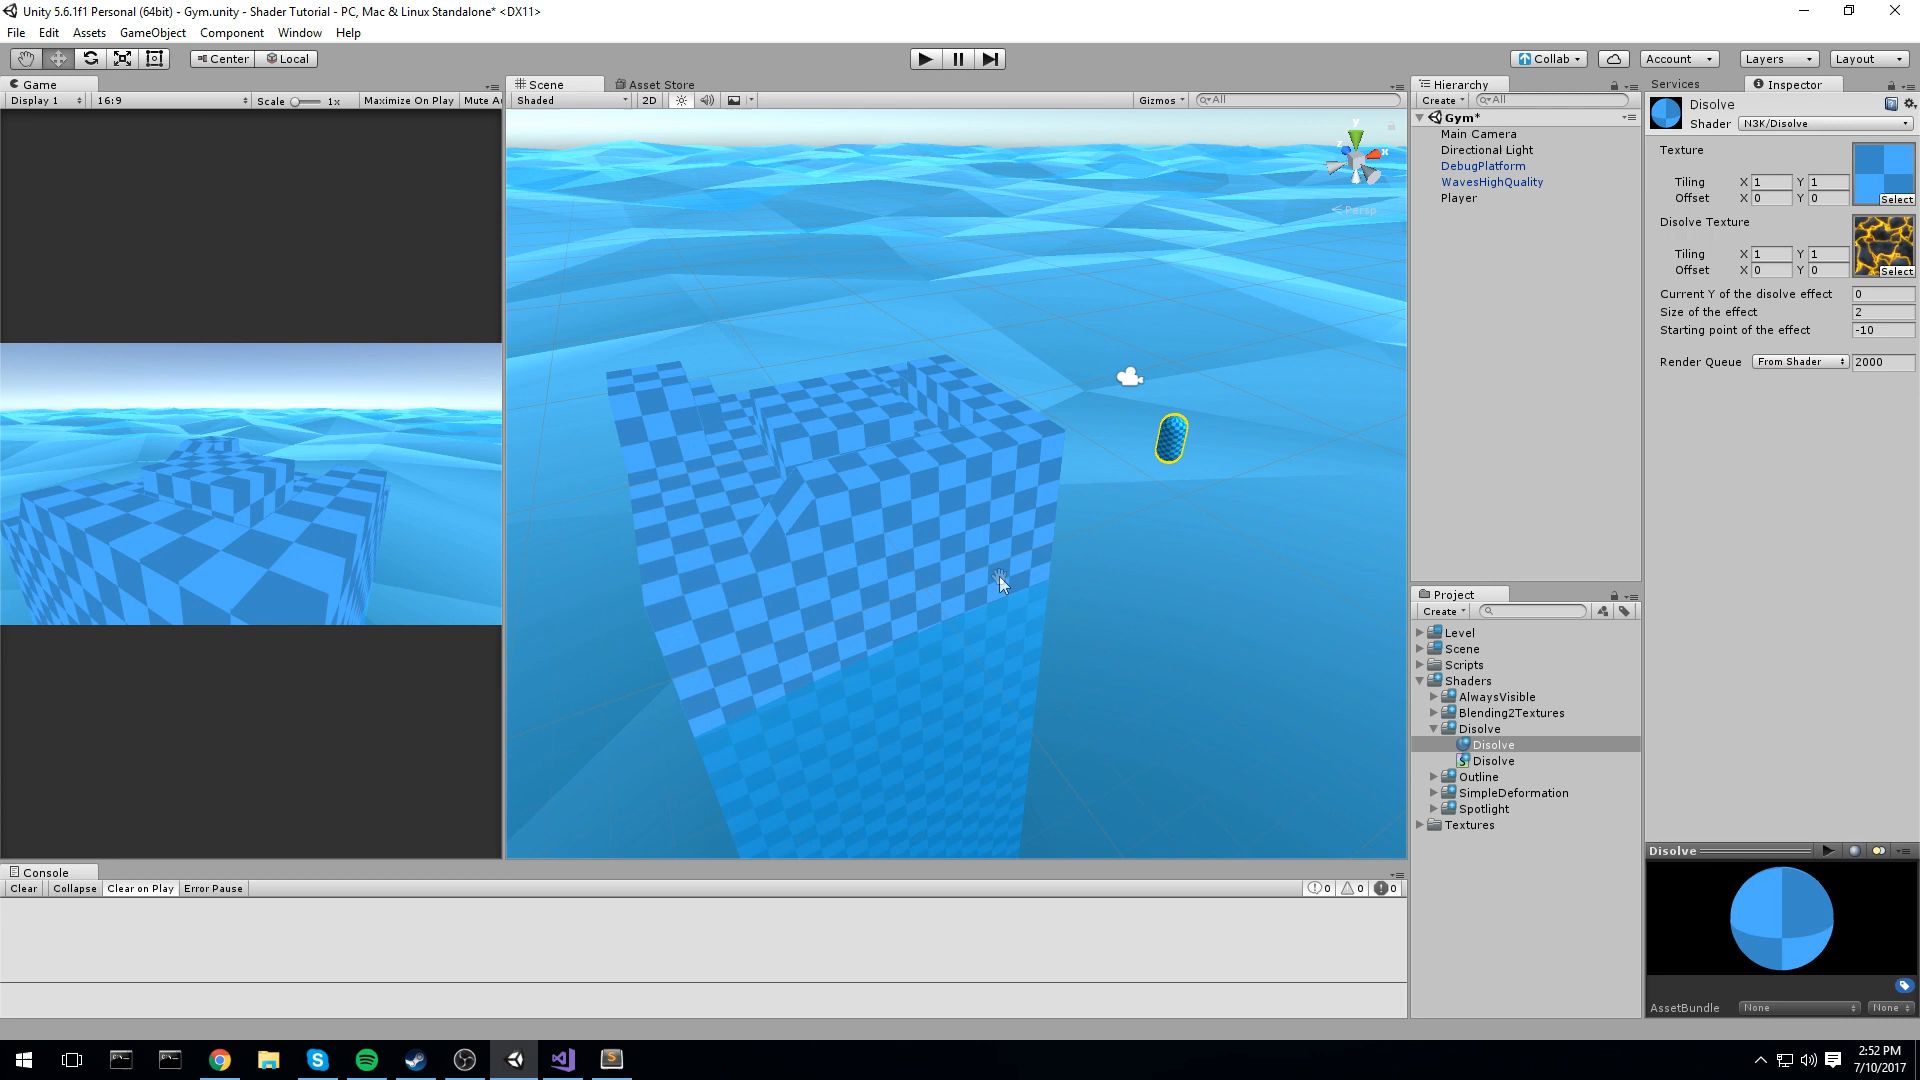 Unity 5.6.1f1 Personal (64bit) - Gym.unity - Shader Tutorial - PC, Mac & Linux Standalone* <DX11>
File Edit Assets GameObject Component Window Help
Center Local
Collab Account Layers Layout
Game
Display 1 16:9 Scale 1x Maximize On Play Mute Au
Scene Asset Store
Shaded 2D Gizmos All
y
z x
Persp
Hierarchy
Create All
Gym*
Main Camera
Directional Light
DebugPlatform
WavesHighQuality
Player
Project
Create
Level
Scene
Scripts
Shaders
AlwaysVisible
Blending2Textures
Disolve
Disolve
Disolve
Outline
SimpleDeformation
Spotlight
Textures
Services Inspector
Disolve
Shader N3K/Disolve
Texture
Tiling X 1 Y 1
Offset X 0 Y 0
Select
Disolve Texture
Tiling X 1 Y 1
Offset X 0 Y 0
Select
Current Y of the disolve effect 0
Size of the effect 2
Starting point of the effect -10
Render Queue From Shader 2000
Disolve
AssetBundle None None
Console
Clear Collapse Clear on Play Error Pause
0 0 0
2:52 PM
7/10/2017